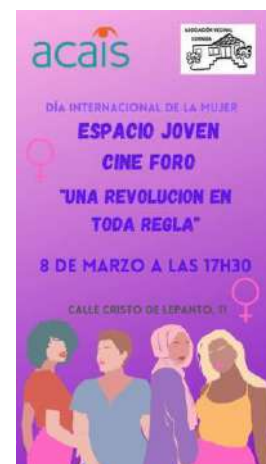 acais
ASOCIACIÓN VECINAL
DÍA INTERNACIONAL DE LA MUJER
ESPACIO JOVEN
CINE FORO
"UNA REVOLUCION EN
TODA REGLA"
8 DE MARZO A LAS 17H30
CALLE CRISTO DE LEPANTO, 11